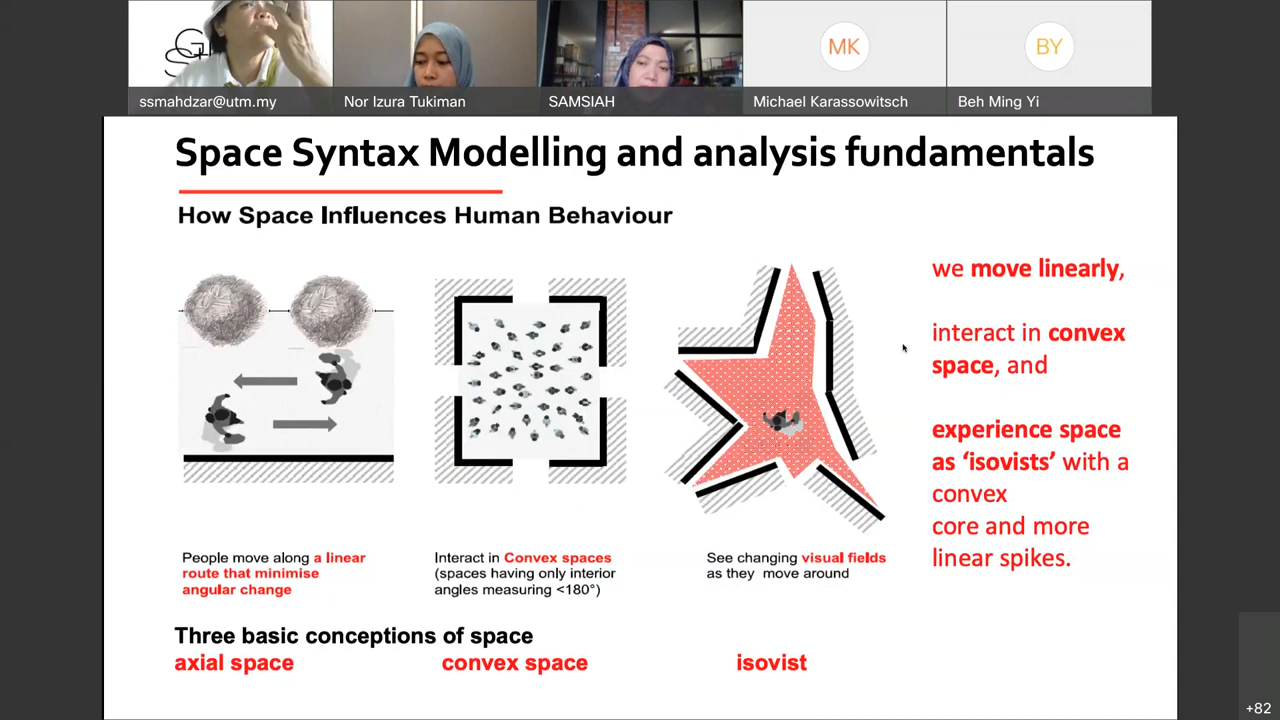 ssmahdzar@utm.my
Nor Izura Tukiman
SAMSIAH
MK
Michael Karassowitsch
BY
Beh Ming Yi
Space Syntax Modelling and analysis fundamentals
How Space Influences Human Behaviour
we move linearly,
interact in convex
space, and
experience space
as ‘isovists’ with a
convex
core and more
linear spikes.
People move along a linear
route that minimise
angular change
Interact in Convex spaces
(spaces having only interior
angles measuring <180°)
See changing visual fields
as they move around
Three basic conceptions of space
axial space
convex space
isovist
+82